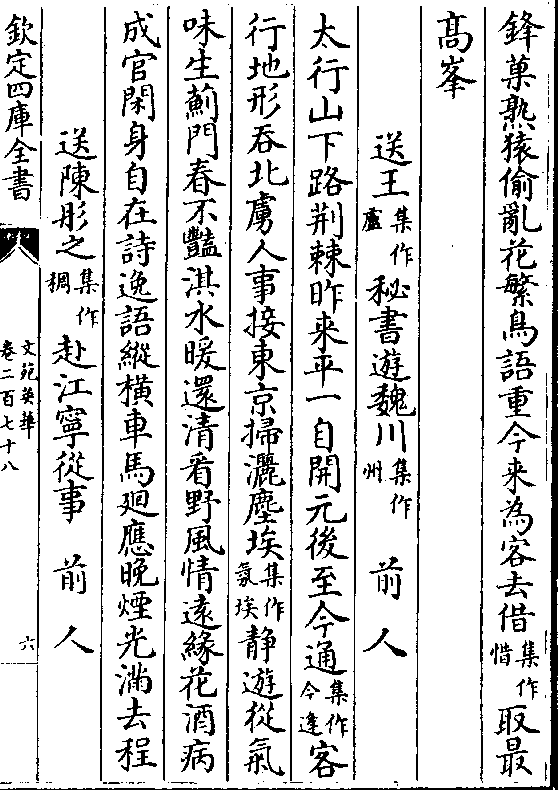 鋒菓熟猿偷亂花繁鳥語重今来為客去借集作惜取最
高峯
送王集作盧秘書遊魏川集作州 前人
太行山下路荆棘昨来平一自開元後至今通集作今逢客
行地形吞北虜人事接東京掃灑塵埃集作氛埃静遊從氣
味生薊門春不豔淇水暖還清看野風情遠緣花酒病
成官閑身自在詩逸語縱横車馬廻應晚煙光滿去程
送陳彤之集作稠赴江寧從事 前人
欽定四庫全書
文苑英華
卷二百七十八
六